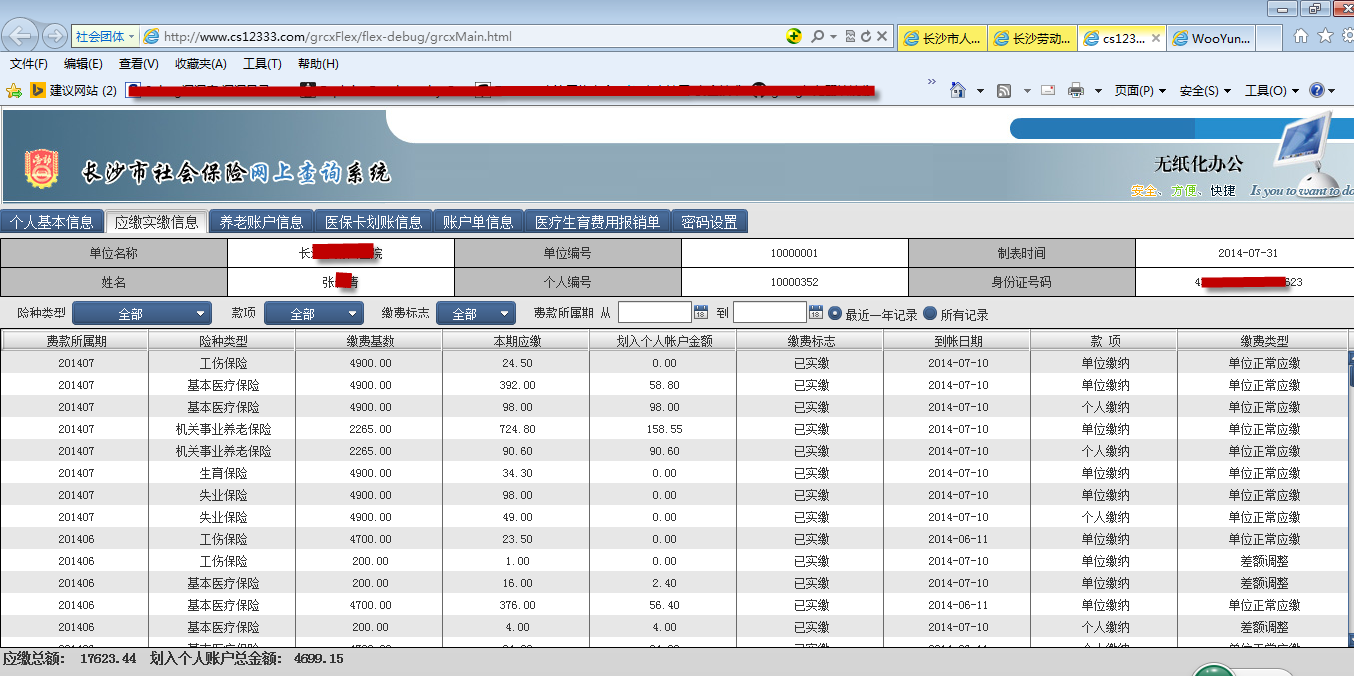 社会团体 http://www.cs12333.com/grcxFlex/flex-debug/grcxMain.html 长沙市人... 长沙劳动... cs123... WooYun...
文件(F) 编辑(E) 查看(V) 收藏夹(A) 工具(T) 帮助(H)
建议网站 (2) 页面(P) 安全(S) 工具(O)
长沙市社会保险网上查询系统
无纸化办公
安全、方便、快捷 Is you to want to do
个人基本信息 应缴实缴信息 养老账户信息 医保卡划账信息 账户单信息 医疗生育费用报销单 密码设置
单位名称 长 院 单位编号 10000001 制表时间 2014-07-31
姓名 张 清 个人编号 10000352 身份证号码 4 623
险种类型 全部 款项 全部 缴费标志 全部 费款所属期 从 18 到 18 最近一年记录 所有记录
费款所属期 险种类型 缴费基数 本期应缴 划入个人帐户金额 缴费标志 到帐日期 款 项 缴费类型
201407 工伤保险 4900.00 24.50 0.00 已实缴 2014-07-10 单位缴纳 单位正常应缴
201407 基本医疗保险 4900.00 392.00 58.80 已实缴 2014-07-10 单位缴纳 单位正常应缴
201407 基本医疗保险 4900.00 98.00 98.00 已实缴 2014-07-10 个人缴纳 单位正常应缴
201407 机关事业养老保险 2265.00 724.80 158.55 已实缴 2014-07-10 单位缴纳 单位正常应缴
201407 机关事业养老保险 2265.00 90.60 90.60 已实缴 2014-07-10 个人缴纳 单位正常应缴
201407 生育保险 4900.00 34.30 0.00 已实缴 2014-07-10 单位缴纳 单位正常应缴
201407 失业保险 4900.00 98.00 0.00 已实缴 2014-07-10 单位缴纳 单位正常应缴
201407 失业保险 4900.00 49.00 0.00 已实缴 2014-07-10 个人缴纳 单位正常应缴
201406 工伤保险 4700.00 23.50 0.00 已实缴 2014-06-11 单位缴纳 单位正常应缴
201406 工伤保险 200.00 1.00 0.00 已实缴 2014-07-10 单位缴纳 差额调整
201406 基本医疗保险 200.00 16.00 2.40 已实缴 2014-07-10 单位缴纳 差额调整
201406 基本医疗保险 4700.00 376.00 56.40 已实缴 2014-06-11 单位缴纳 单位正常应缴
201406 基本医疗保险 200.00 4.00 4.00 已实缴 2014-07-10 个人缴纳 差额调整
应缴总额: 17623.44 划入个人账户总金额: 4699.15